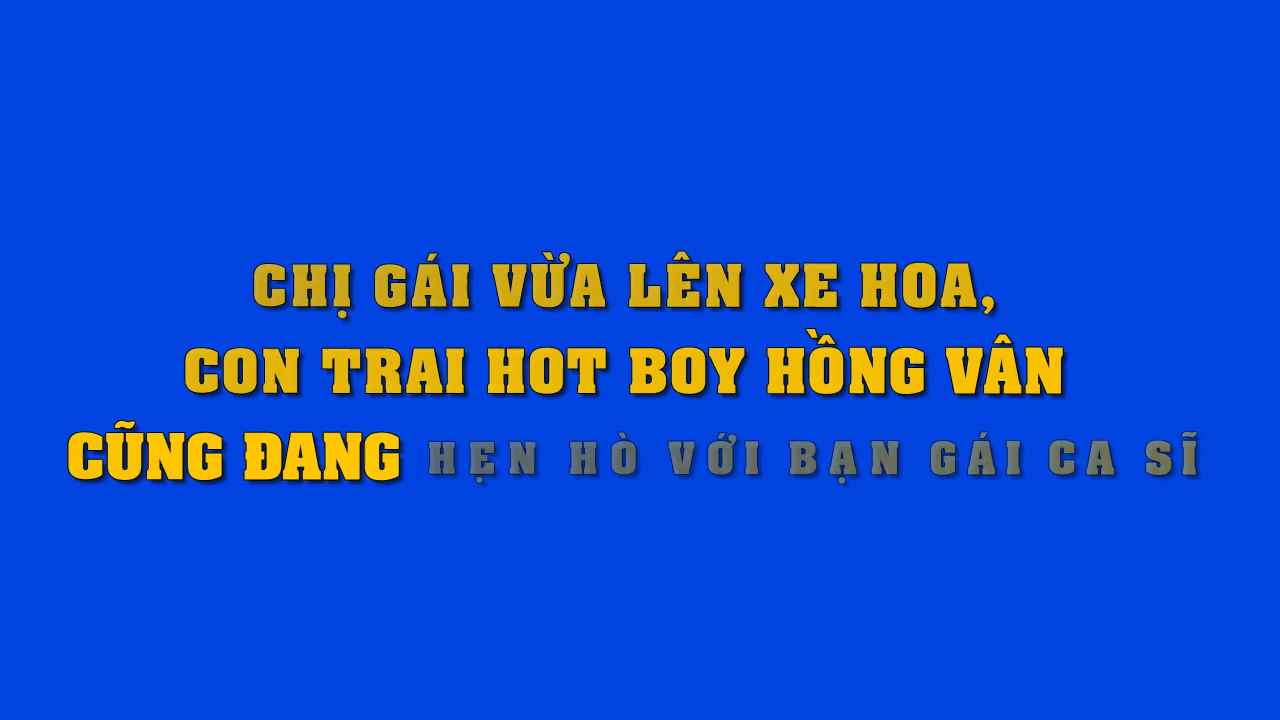 CHỊ GÁI VỪA LÊN XE HOA,
CON TRAI HOT BOY HỒNG VÂN
CŨNG ĐANG HẸN HÒ VỚI BẠN GÁI CA SĨ